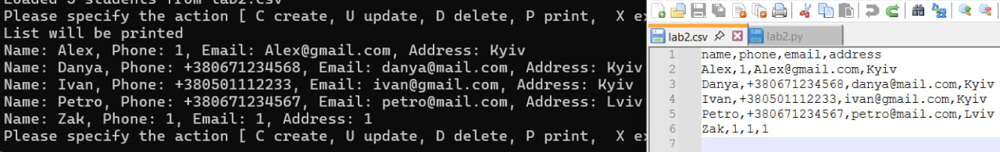 Loaded 5 students from lab2.csv
Please specify the action [ C create, U update, D delete, P print,  X ex
List will be printed
Name: Alex, Phone: 1, Email: Alex@gmail.com, Address: Kyiv
Name: Danya, Phone: +380671234568, Email: danya@mail.com, Address: Kyiv
Name: Ivan, Phone: +380501112233, Email: ivan@gmail.com, Address: Kyiv
Name: Petro, Phone: +380671234567, Email: petro@mail.com, Address: Lviv
Name: Zak, Phone: 1, Email: 1, Address: 1
Please specify the action [ C create, U update, D delete, P print,  X ex
lab2.csv
lab2.py
1 name,phone,email,address
2 Alex,1,Alex@gmail.com,Kyiv
3 Danya,+380671234568,danya@mail.com,Kyiv
4 Ivan,+380501112233,ivan@gmail.com,Kyiv
5 Petro,+380671234567,petro@mail.com,Lviv
6 Zak,1,1,1
7